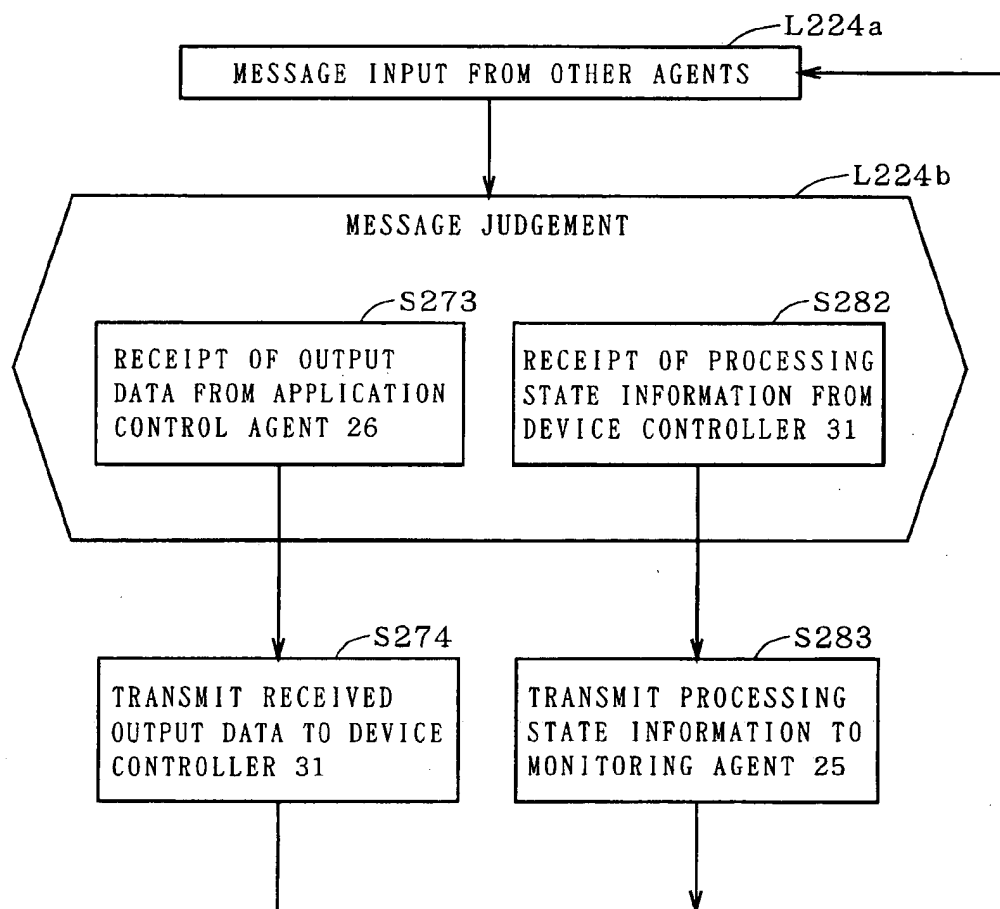 L224a
MESSAGE INPUT FROM OTHER AGENTS
L224b
MESSAGE JUDGEMENT
S273
RECEIPT OF OUTPUT
DATA FROM APPLICATION
CONTROL AGENT 26
S282
RECEIPT OF PROCESSING
STATE INFORMATION FROM
DEVICE CONTROLLER 31
S274
TRANSMIT RECEIVED
OUTPUT DATA TO DEVICE
CONTROLLER 31
S283
TRANSMIT PROCESSING
STATE INFORMATION TO
MONITORING AGENT 25